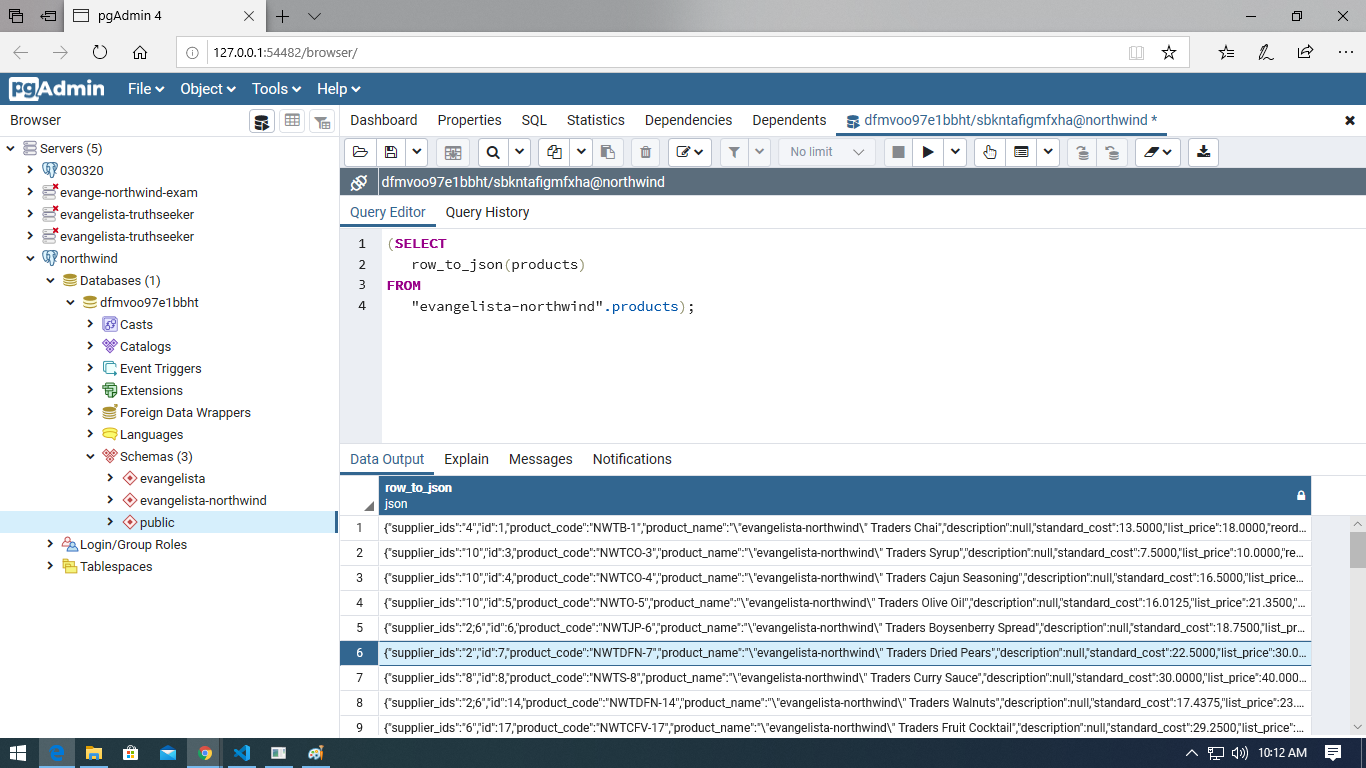 pgAdmin 4
127.0.0.1:54482/browser/
pgAdmin File Object Tools Help
Browser
Dashboard Properties SQL Statistics Dependencies Dependents dfmvoo97e1bbht/sbkntafigmfxha@northwind *
Servers (5)
030320
evange-northwind-exam
evangelista-truthseeker
evangelista-truthseeker
northwind
Databases (1)
dfmvoo97e1bbht
Casts
Catalogs
Event Triggers
Extensions
Foreign Data Wrappers
Languages
Schemas (3)
evangelista
evangelista-northwind
public
Login/Group Roles
Tablespaces
No limit
dfmvoo97e1bbht/sbkntafigmfxha@northwind
Query Editor Query History
1 (SELECT
2 row_to_json(products)
3 FROM
4 "evangelista-northwind".products);
Data Output Explain Messages Notifications
row_to_json
json
1 {"supplier_ids":"4","id":1,"product_code":"NWTB-1","product_name":"\"evangelista-northwind\" Traders Chai","description":null,"standard_cost":13.5000,"list_price":18.0000,"reord...
2 {"supplier_ids":"10","id":3,"product_code":"NWTCO-3","product_name":"\"evangelista-northwind\" Traders Syrup","description":null,"standard_cost":7.5000,"list_price":10.0000,"re...
3 {"supplier_ids":"10","id":4,"product_code":"NWTCO-4","product_name":"\"evangelista-northwind\" Traders Cajun Seasoning","description":null,"standard_cost":16.5000,"list_price...
4 {"supplier_ids":"10","id":5,"product_code":"NWTO-5","product_name":"\"evangelista-northwind\" Traders Olive Oil","description":null,"standard_cost":16.0125,"list_price":21.3500,"...
5 {"supplier_ids":"2;6","id":6,"product_code":"NWTJP-6","product_name":"\"evangelista-northwind\" Traders Boysenberry Spread","description":null,"standard_cost":18.7500,"list_pr...
6 {"supplier_ids":"2","id":7,"product_code":"NWTDFN-7","product_name":"\"evangelista-northwind\" Traders Dried Pears","description":null,"standard_cost":22.5000,"list_price":30.0...
7 {"supplier_ids":"8","id":8,"product_code":"NWTS-8","product_name":"\"evangelista-northwind\" Traders Curry Sauce","description":null,"standard_cost":30.0000,"list_price":40.000...
8 {"supplier_ids":"2;6","id":14,"product_code":"NWTDFN-14","product_name":"\"evangelista-northwind\" Traders Walnuts","description":null,"standard_cost":17.4375,"list_price":23....
9 {"supplier_ids":"6","id":17,"product_code":"NWTCFV-17","product_name":"\"evangelista-northwind\" Traders Fruit Cocktail","description":null,"standard_cost":29.2500,"list_price":...
10:12 AM